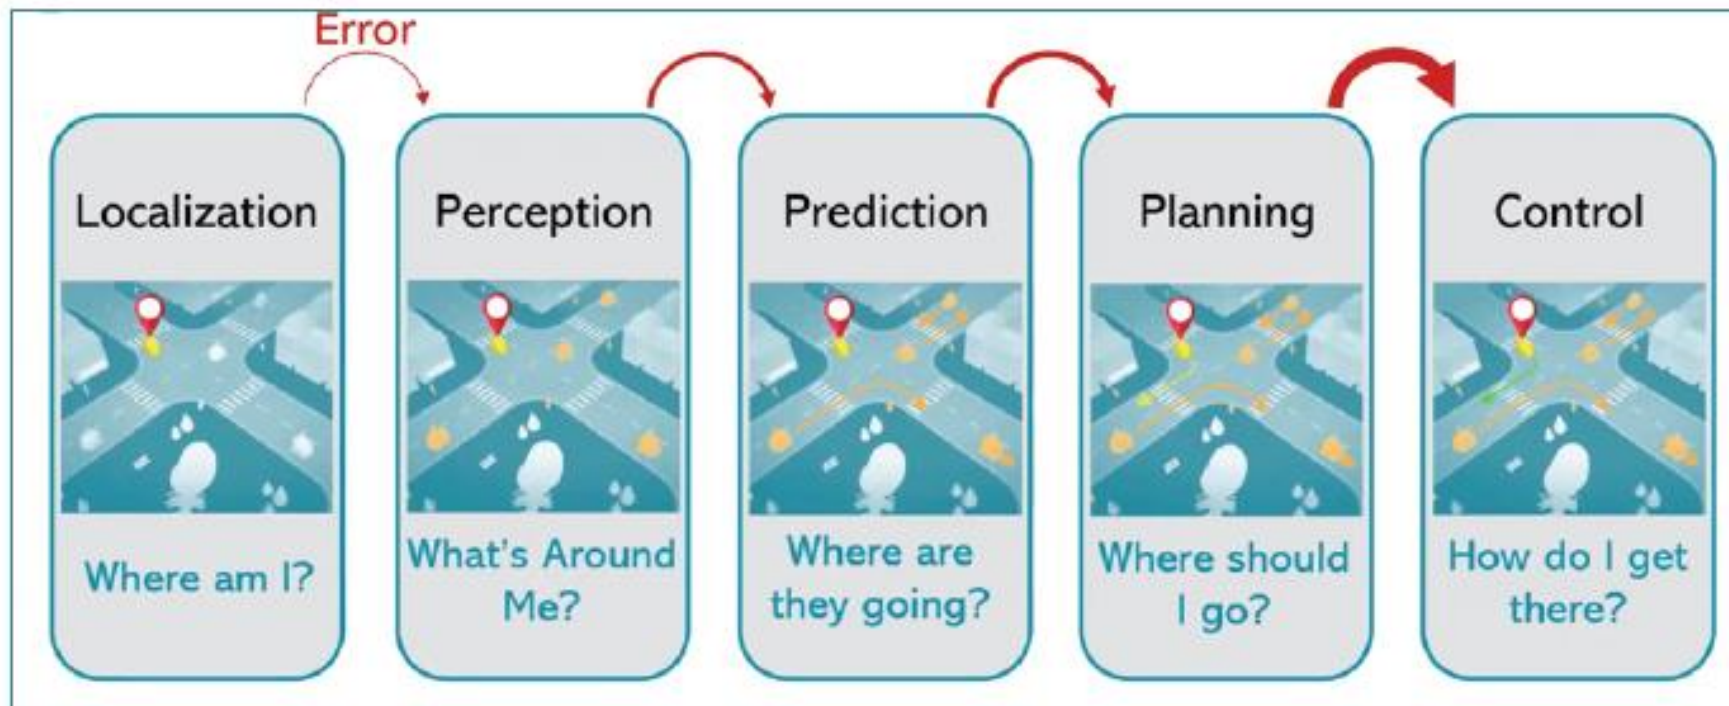 Error
Localization
Perception
Prediction
Planning
Control
Where am I?
What's Around
Me?
Where are
they going?
Where should
I go?
How do I get
there?